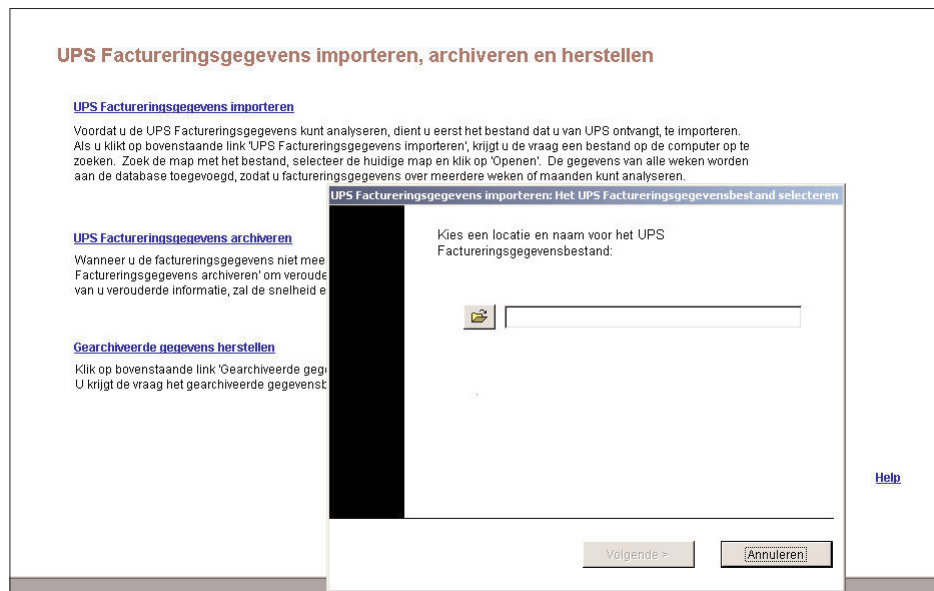 UPS Factureringsgegevens importeren, archiveren en herstellen
UPS Factureringsgegevens importeren
Voordat u de UPS Factureringsgegevens kunt analyseren, dient u eerst het bestand dat u van UPS ontvangt, te importeren.
Als u klikt op bovenstaande link 'UPS Factureringsgegevens importeren', krijgt u de vraag een bestand op de computer op te
zoeken. Zoek de map met het bestand, selecteer de huidige map en klik op 'Openen'. De gegevens van alle weken worden
aan de database toegevoegd, zodat u factureringsgegevens over meerdere weken of maanden kunt analyseren.
UPS Factureringsgegevens archiveren
Wanneer u de factureringsgegevens niet mee
Factureringsgegevens archiveren' om veroude
van u verouderde informatie, zal de snelheid e
Gearchiveerde gegevens herstellen
Klik op bovenstaande link 'Gearchiveerde geg
U krijgt de vraag het gearchiveerde gegevens
UPS Factureringsgegevens importeren: Het UPS Factureringsgegevensbestand selecteren
Kies een locatie en naam voor het UPS
Factureringsgegevensbestand:
Volgende >
Annuleren
Help